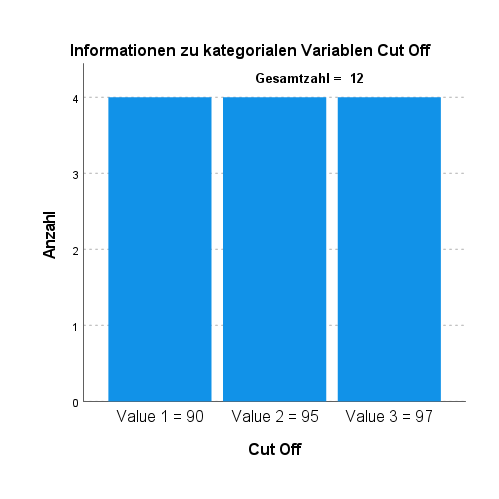 Informationen zu kategorialen Variablen Cut Off
Gesamtzahl = 12
4
3
2
1
0
Anzahl
Value 1 = 90
Value 2 = 95
Value 3 = 97
Cut Off